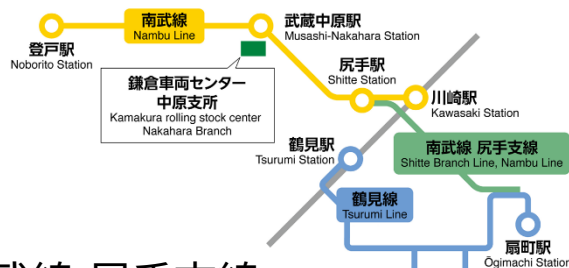 南武線
Nambu Line
登戸駅
Noborito Station
武蔵中原駅
Musashi-Nakahara Station
鎌倉車両センター
中原支所
Kamakura rolling stock center
Nakahara Branch
尻手駅
Shitte Station
川崎駅
Kawasaki Station
鶴見駅
Tsurumi Station
南武線 尻手支線
Shitte Branch Line, Nambu Line
鶴見線
Tsurumi Line
扇町駅
Ōgimachi Station